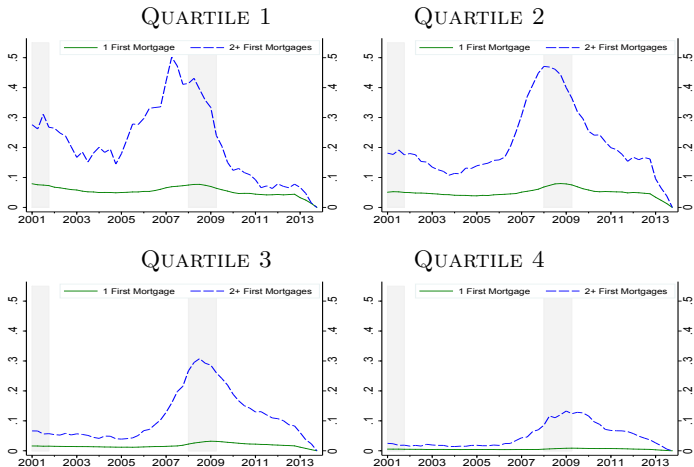 QUARTILE 1
1 First Mortgage 2+ First Mortgages
.5 .5
.4 .4
.3 .3
.2 .2
.1 .1
0 0
2001 2003 2005 2007 2009 2011 2013
QUARTILE 2
1 First Mortgage 2+ First Mortgages
.5 .5
.4 .4
.3 .3
.2 .2
.1 .1
0 0
2001 2003 2005 2007 2009 2011 2013
QUARTILE 3
1 First Mortgage 2+ First Mortgages
.5 .5
.4 .4
.3 .3
.2 .2
.1 .1
0 0
2001 2003 2005 2007 2009 2011 2013
QUARTILE 4
1 First Mortgage 2+ First Mortgages
.5 .5
.4 .4
.3 .3
.2 .2
.1 .1
0 0
2001 2003 2005 2007 2009 2011 2013